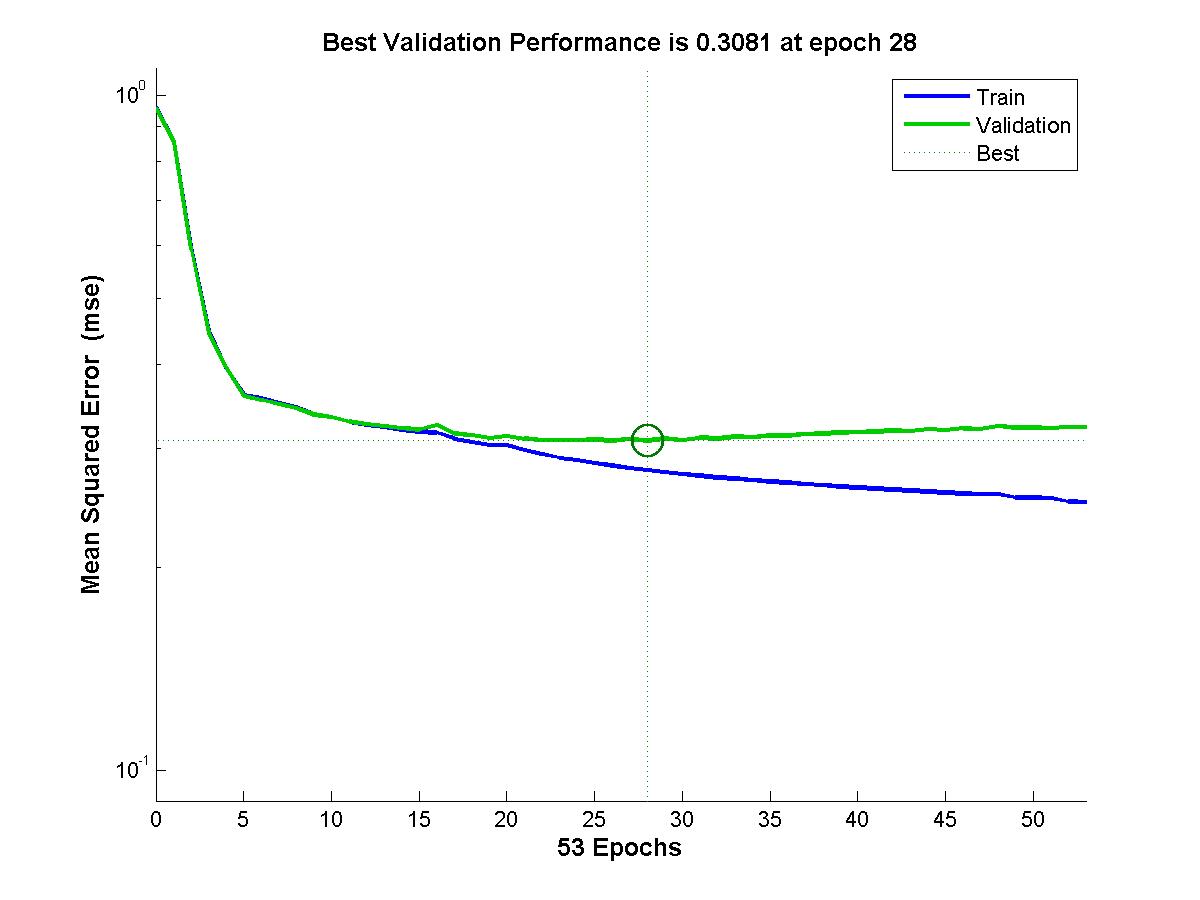 Best Validation Performance is 0.3081 at epoch 28
10^0
Train
Validation
Best
Mean Squared Error (mse)
10^-1
0 5 10 15 20 25 30 35 40 45 50
53 Epochs